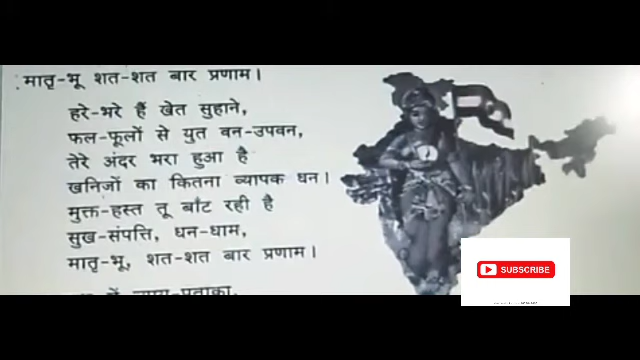 मातृ-भू शत-शत बार प्रणाम।
हरे-भरे हैं खेत सुहाने,
फल-फूलों से युत वन-उपवन,
तेरे अंदर भरा हुआ है
खनिजों का कितना व्यापक धन।
मुक्त-हस्त तू बाँट रही है
सुख-संपत्ति, धन-धाम,
मातृ-भू, शत-शत बार प्रणाम।
SUBSCRIBE